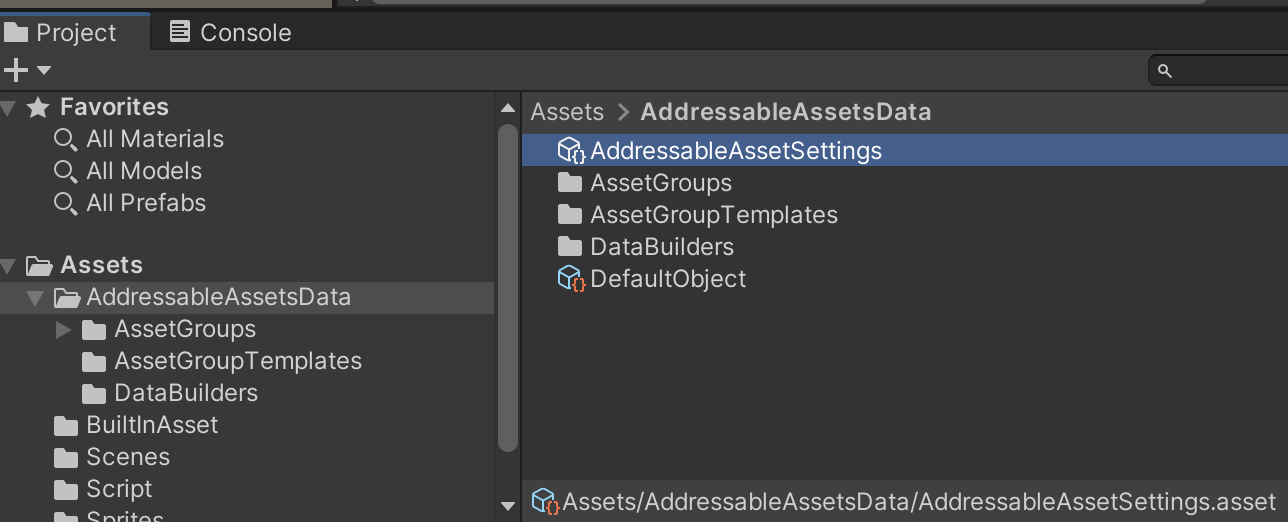 Project
Console
Favorites
All Materials
All Models
All Prefabs
Assets
AddressableAssetsData
AssetGroups
AssetGroupTemplates
DataBuilders
BuiltInAsset
Scenes
Script
Sprites
Assets > AddressableAssetsData
AddressableAssetSettings
AssetGroups
AssetGroupTemplates
DataBuilders
DefaultObject
Assets/AddressableAssetsData/AddressableAssetSettings.asset